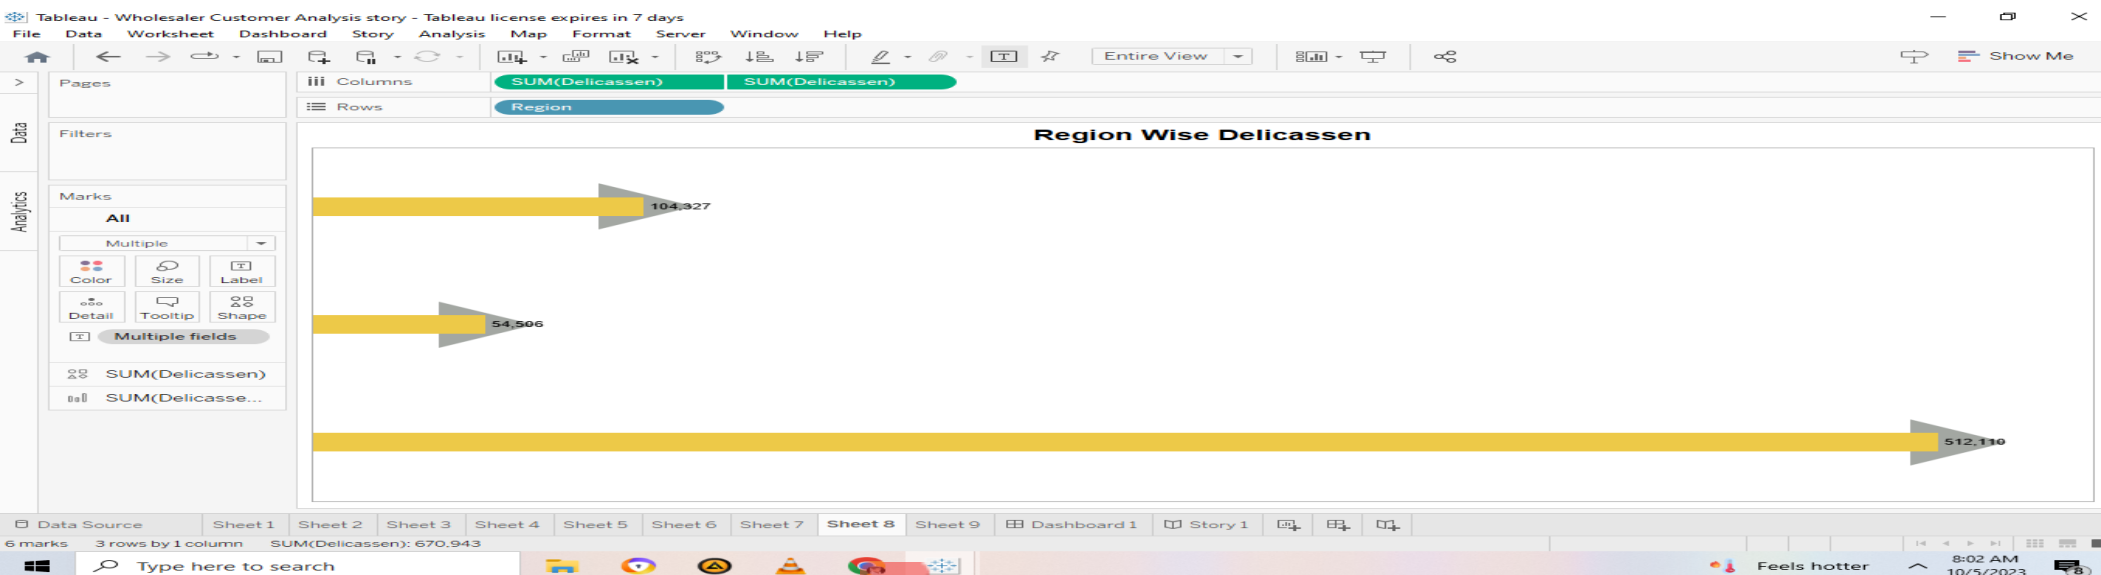 Tableau - Wholesaler Customer Analysis story - Tableau license expires in 7 days
File Data Worksheet Dashboard Story Analysis Map Format Server Window Help
Entire View
Show Me
Pages
Columns SUM(Delicassen) SUM(Delicassen)
Rows Region
Data
Analytics
Filters
Marks
All
Multiple
Color Size Label
Detail Tooltip Shape
Multiple fields
SUM(Delicassen)
SUM(Delicasse...
Region Wise Delicassen
104,327
54,506
512,110
Data Source Sheet 1 Sheet 2 Sheet 3 Sheet 4 Sheet 5 Sheet 6 Sheet 7 Sheet 8 Sheet 9 Dashboard 1 Story 1
6 marks 3 rows by 1 column SUM(Delicassen): 670,943
Type here to search
Feels hotter
8:02 AM
10/5/2023
8